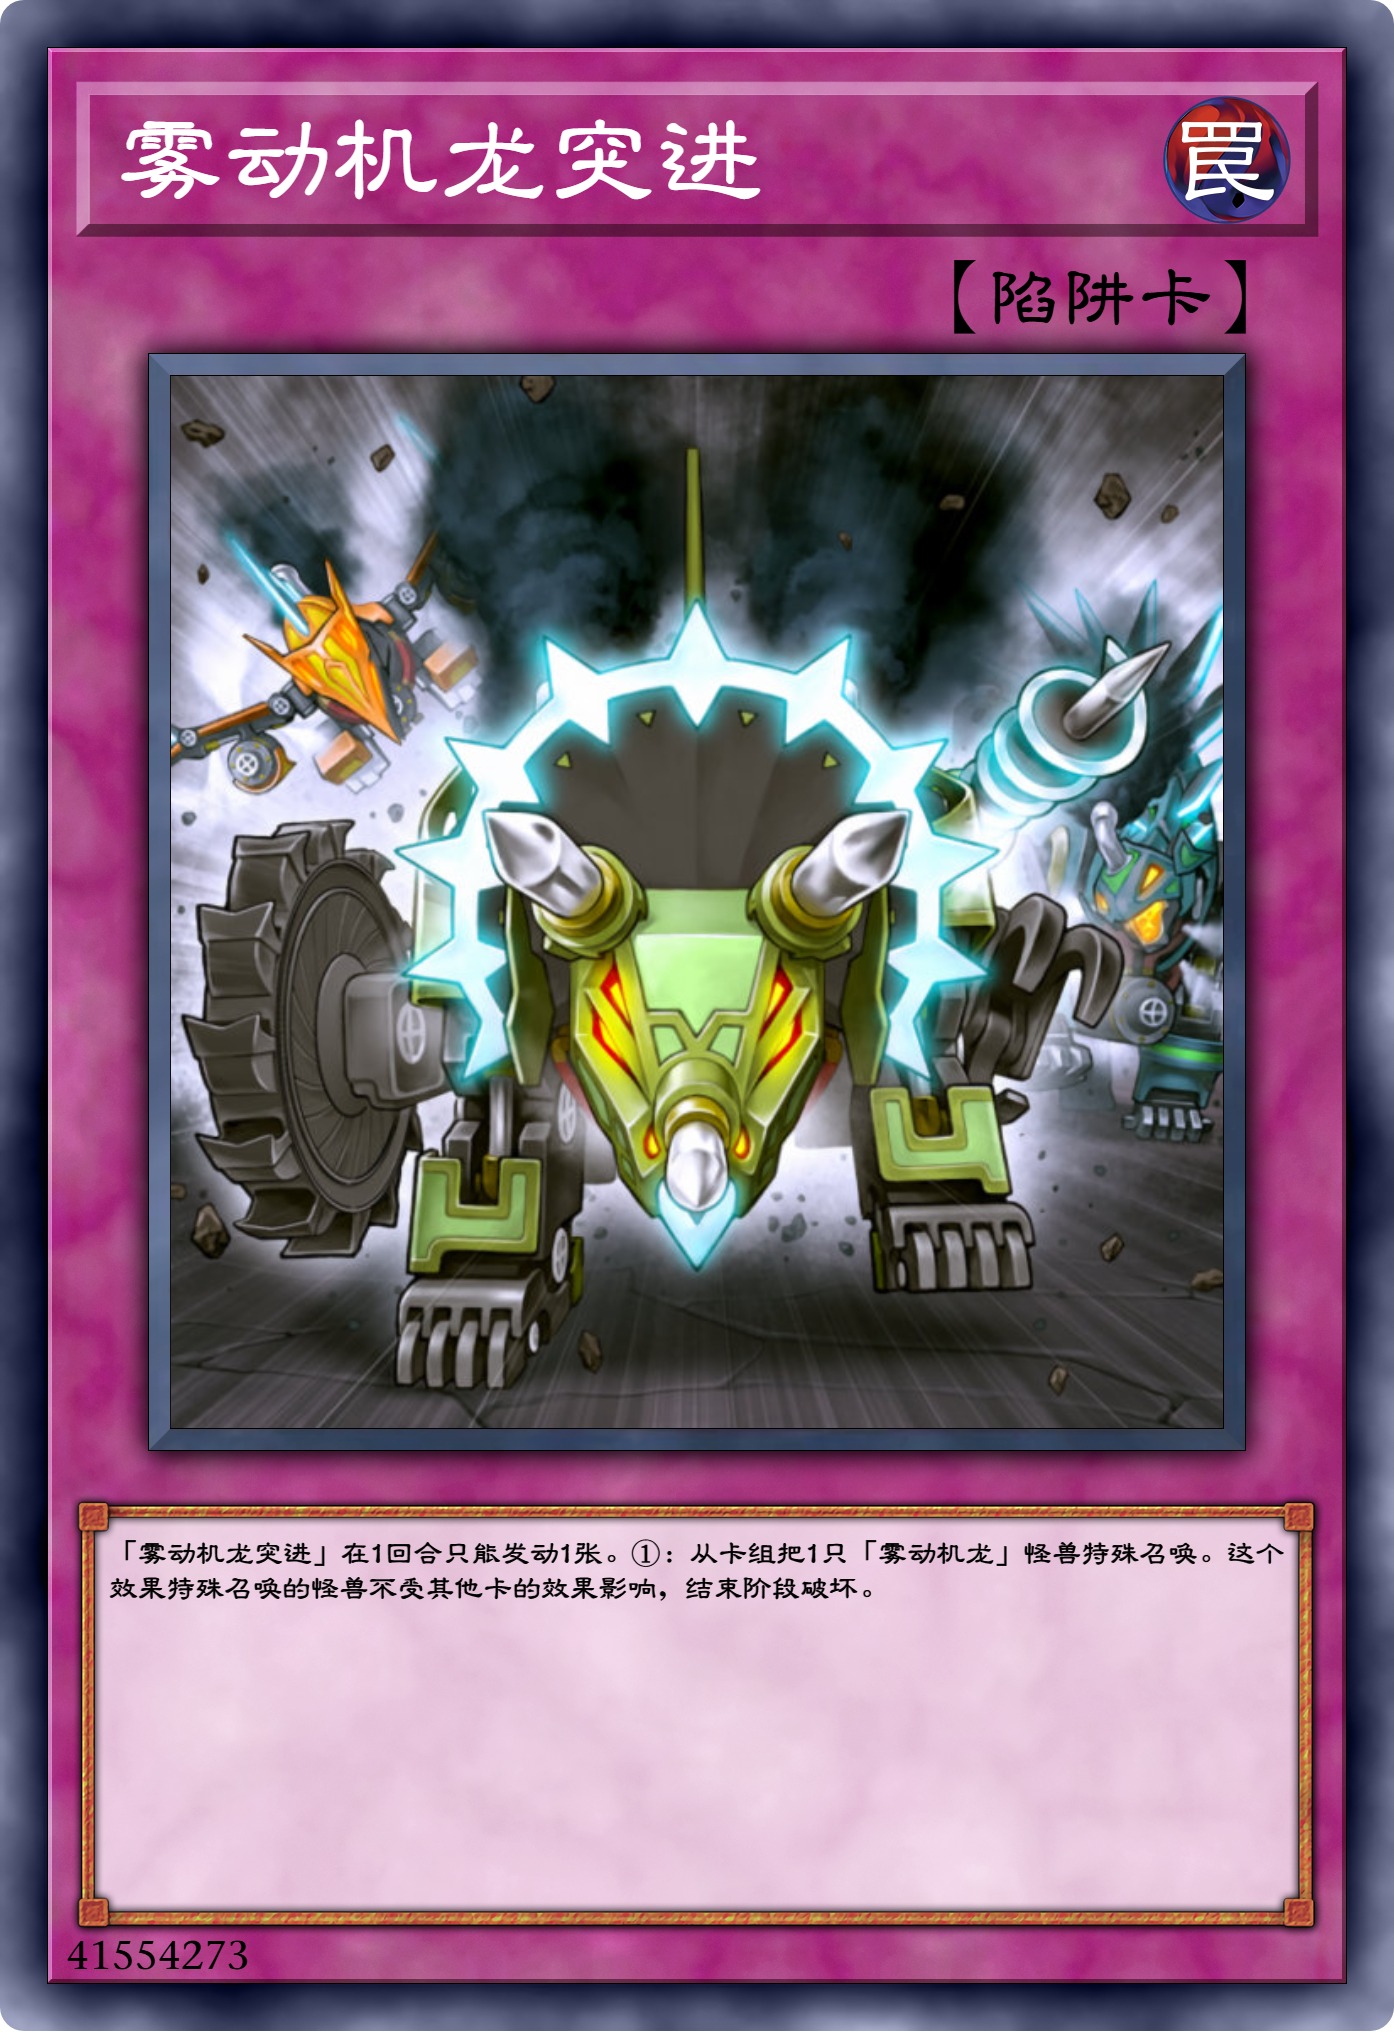 雾动机龙突进
罠
【陷阱卡】
「雾动机龙突进」在1回合只能发动1张。①：从卡组把1只「雾动机龙」怪兽特殊召唤。这个
效果特殊召唤的怪兽不受其他卡的效果影响，结束阶段破坏。
41554273